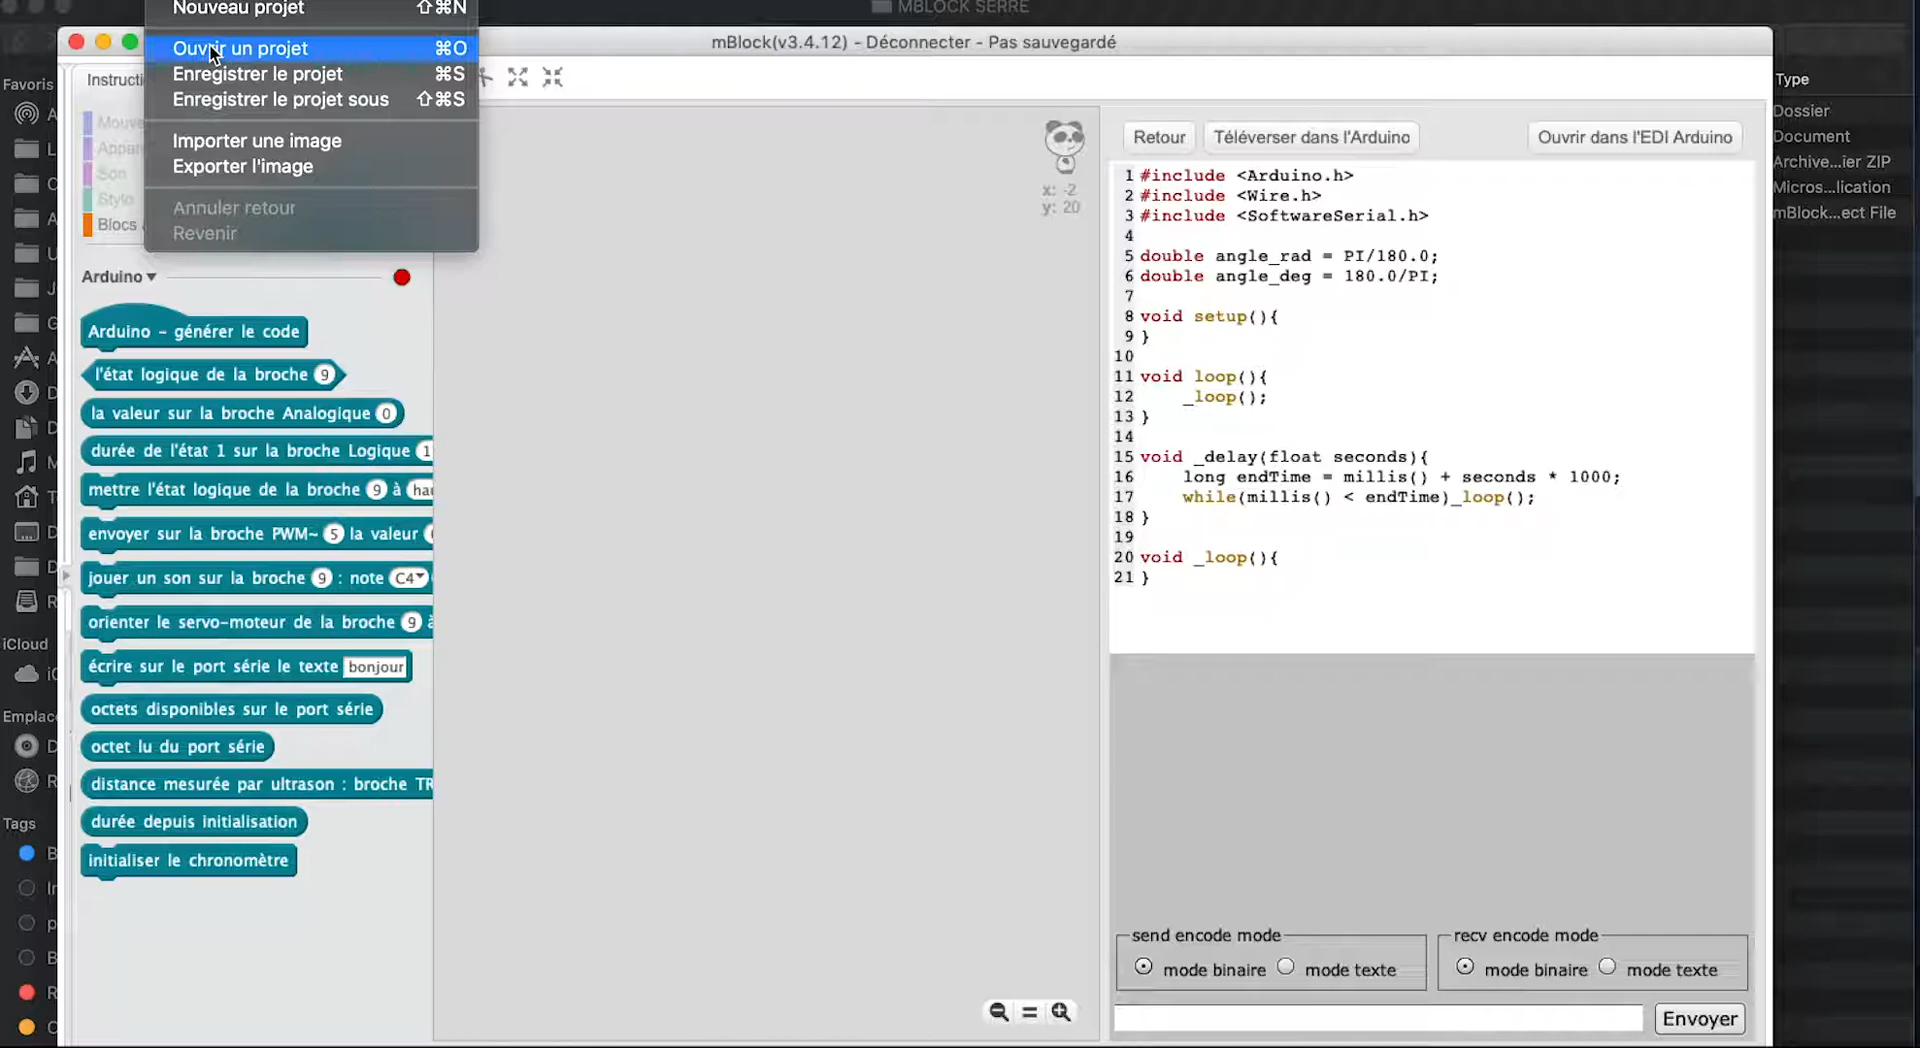 MBLOCK SERRE
Nouveau projet ⇧⌘N
Ouvrir un projet ⌘O
Enregistrer le projet ⌘S
Enregistrer le projet sous ⇧⌘S
Importer une image
Exporter l'image
Annuler retour
Revenir
mBlock(v3.4.12) - Déconnecter - Pas sauvegardé
Favoris
iCloud
Tags
Instructi
Mouve
Appar
Son
Stylo
Blocs
Arduino ▾
Arduino - générer le code
l'état logique de la broche 9
la valeur sur la broche Analogique 0
durée de l'état 1 sur la broche Logique 1
mettre l'état logique de la broche 9 à hau
envoyer sur la broche PWM~ 5 la valeur
jouer un son sur la broche 9 : note C4▾
orienter le servo-moteur de la broche 9 à
écrire sur le port série le texte bonjour
octets disponibles sur le port série
octet lu du port série
distance mesurée par ultrason : broche TR
durée depuis initialisation
initialiser le chronomètre
x: -2
y: 20
Retour Téléverser dans l'Arduino Ouvrir dans l'EDI Arduino
1 #include <Arduino.h>
2 #include <Wire.h>
3 #include <SoftwareSerial.h>
4
5 double angle_rad = PI/180.0;
6 double angle_deg = 180.0/PI;
7
8 void setup(){
9 }
10
11 void loop(){
12 _loop();
13 }
14
15 void _delay(float seconds){
16 long endTime = millis() + seconds * 1000;
17 while(millis() < endTime)_loop();
18 }
19
20 void _loop(){
21 }
send encode mode
mode binaire mode texte
recv encode mode
mode binaire mode texte
Envoyer
Type
Dossier
Document
Archive...ier ZIP
Micros...lication
mBlock...ect File